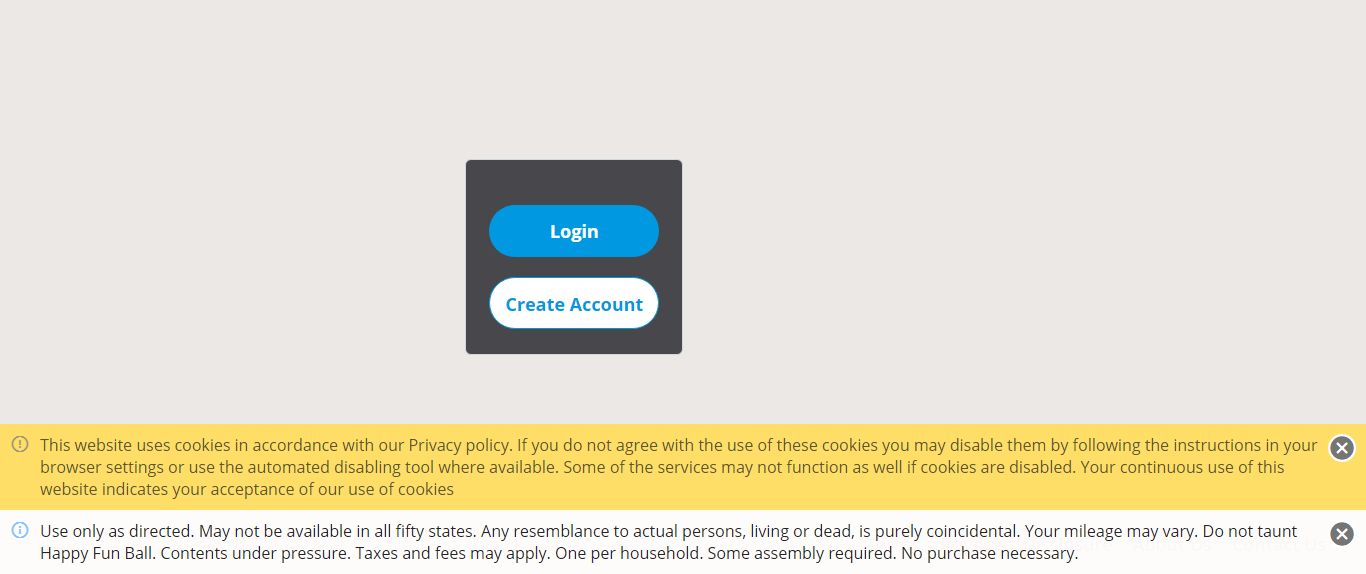 Login
Create Account
This website uses cookies in accordance with our Privacy policy. If you do not agree with the use of these cookies you may disable them by following the instructions in your
browser settings or use the automated disabling tool where available. Some of the services may not function as well if cookies are disabled. Your continuous use of this
website indicates your acceptance of our use of cookies
Use only as directed. May not be available in all fifty states. Any resemblance to actual persons, living or dead, is purely coincidental. Your mileage may vary. Do not taunt
Happy Fun Ball. Contents under pressure. Taxes and fees may apply. One per household. Some assembly required. No purchase necessary.
About Us Contact Us